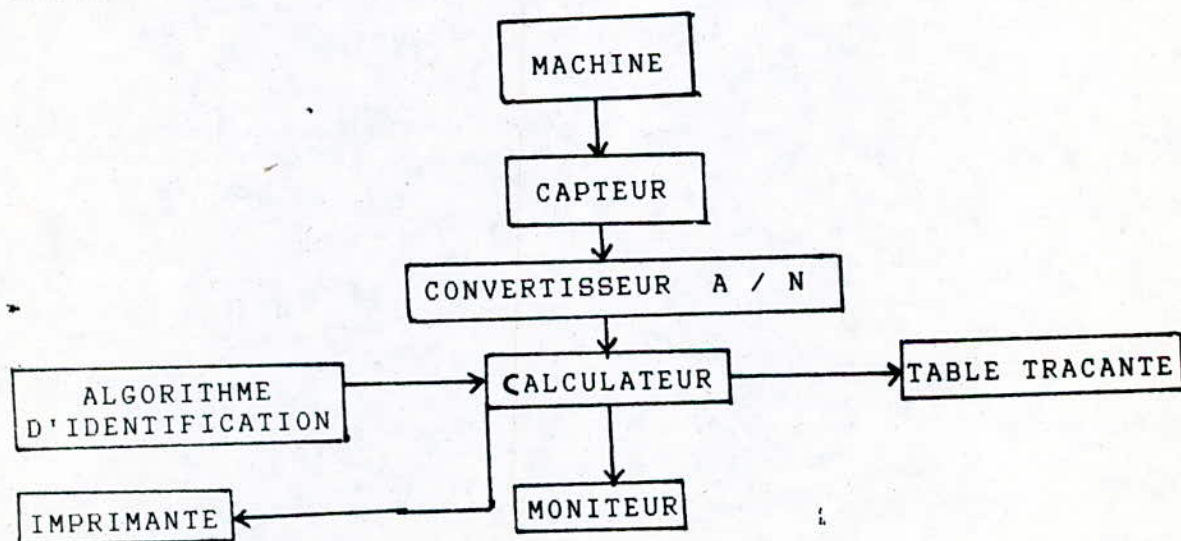 MACHINE
CAPTEUR
CONVERTISSEUR A / N
ALGORITHME
D'IDENTIFICATION
CALCULATEUR
TABLE TRACANTE
IMPRIMANTE
MONITEUR